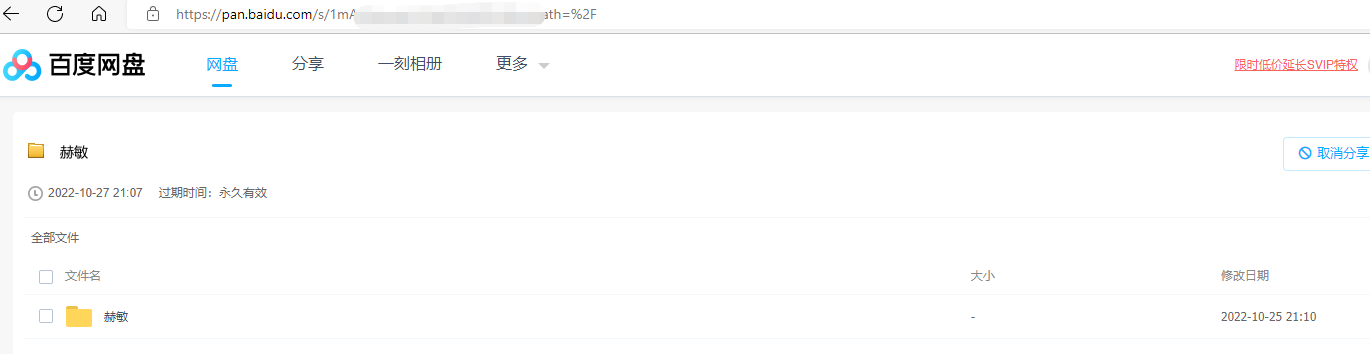 https://pan.baidu.com/s/1m ath=%2F
百度网盘 网盘 分享 一刻相册 更多 限时低价延长SVIP特权
赫敏 取消分享
2022-10-27 21:07 过期时间：永久有效
全部文件
文件名 大小 修改日期
赫敏 - 2022-10-25 21:10